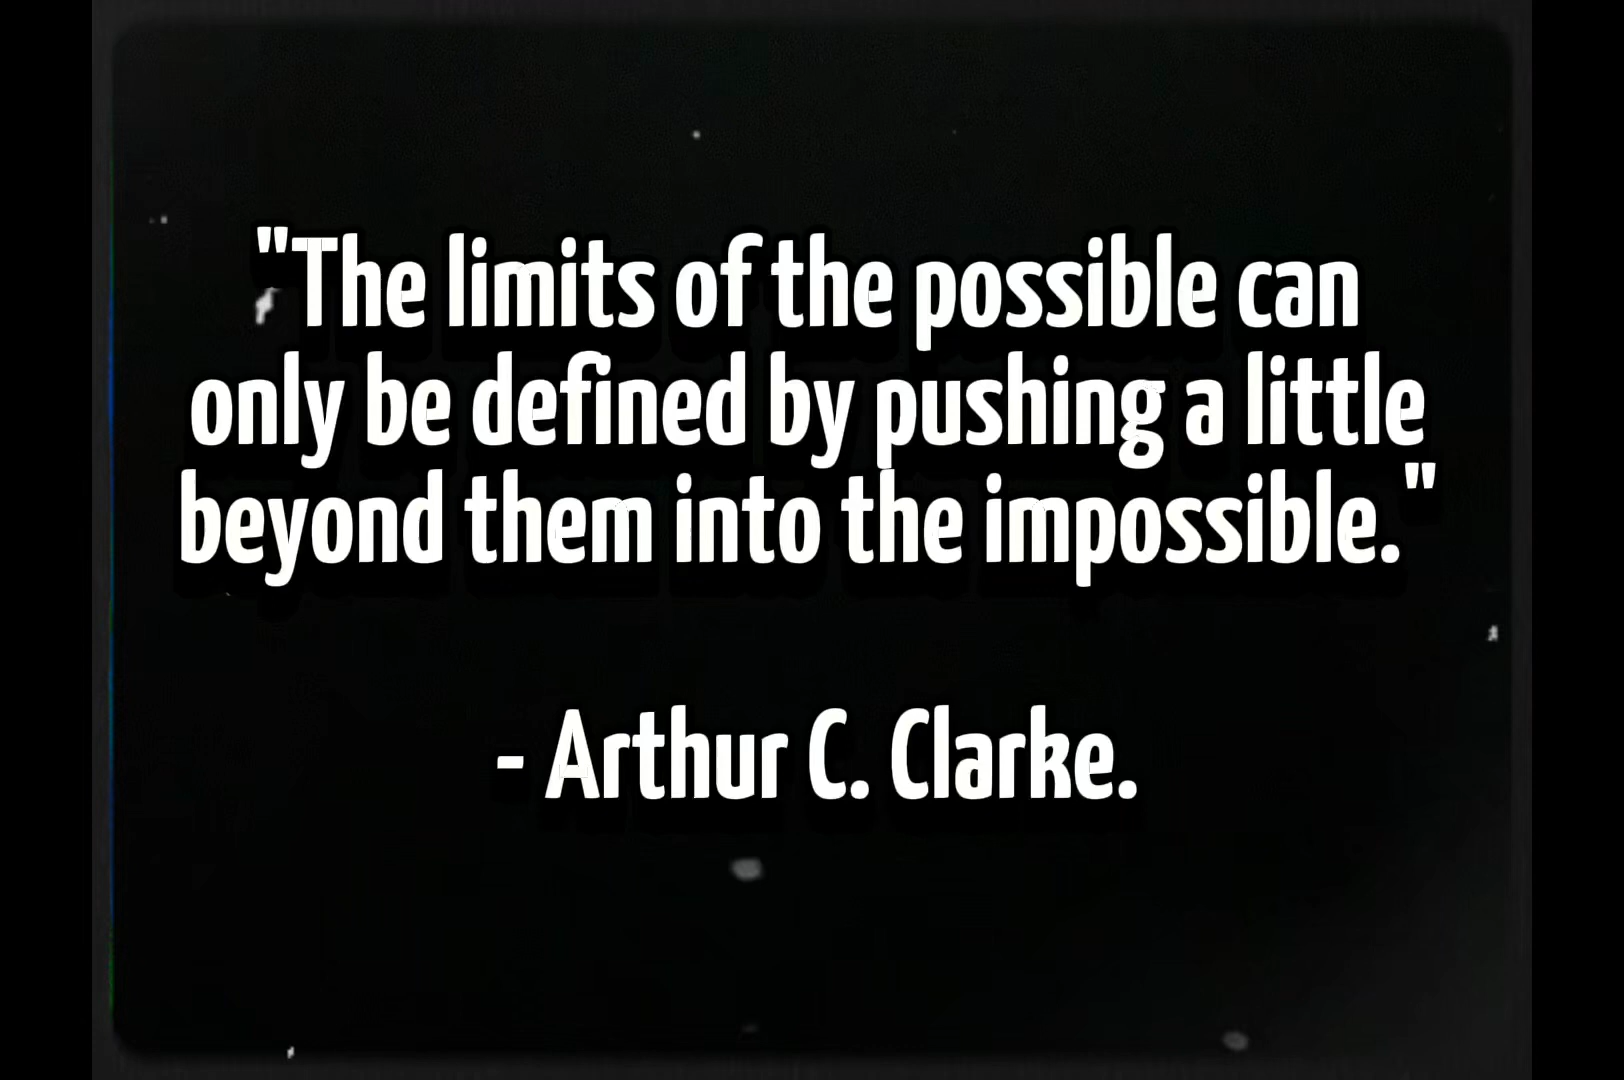 "The limits of the possible can
only be defined by pushing a little
beyond them into the impossible."
- Arthur C. Clarke.